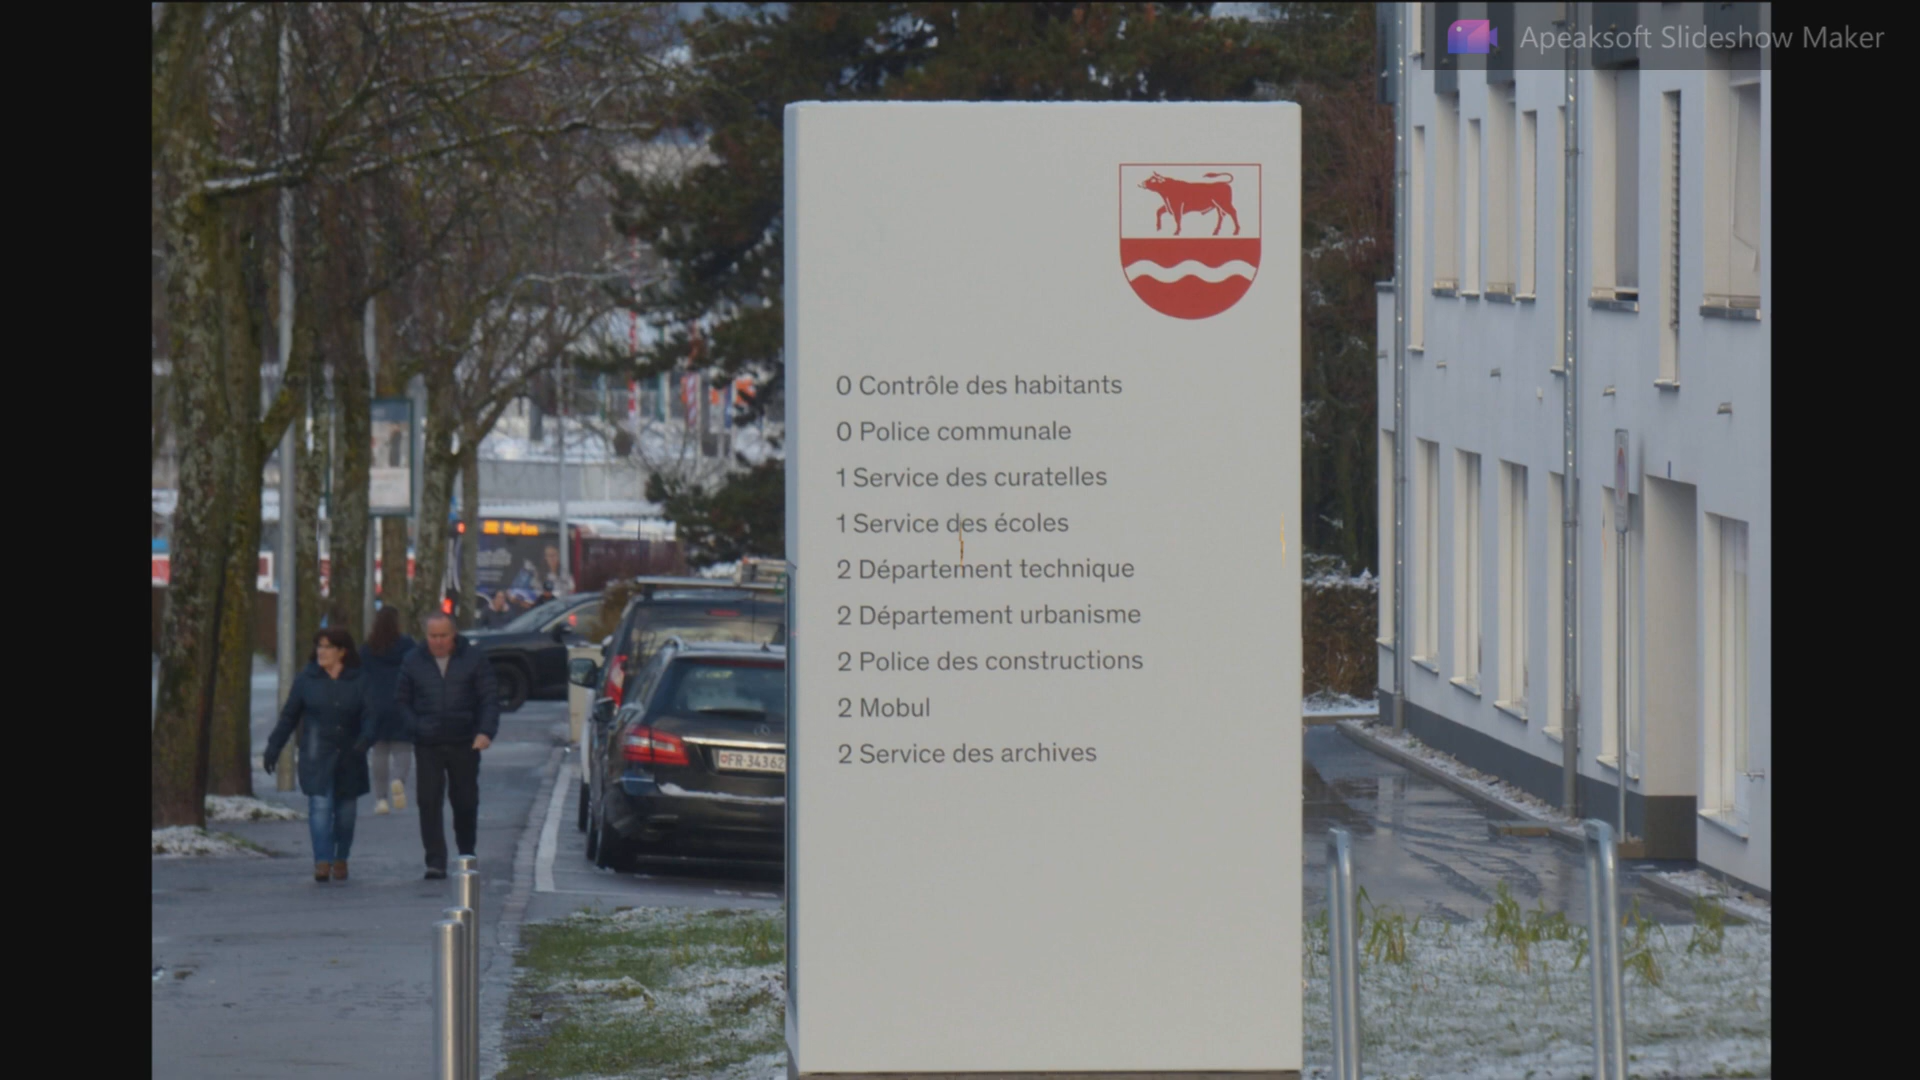 Apeaksoft Slideshow Maker
0 Contrôle des habitants
0 Police communale
1 Service des curatelles
1 Service des écoles
2 Département technique
2 Département urbanisme
2 Police des constructions
2 Mobul
2 Service des archives
FR·34362